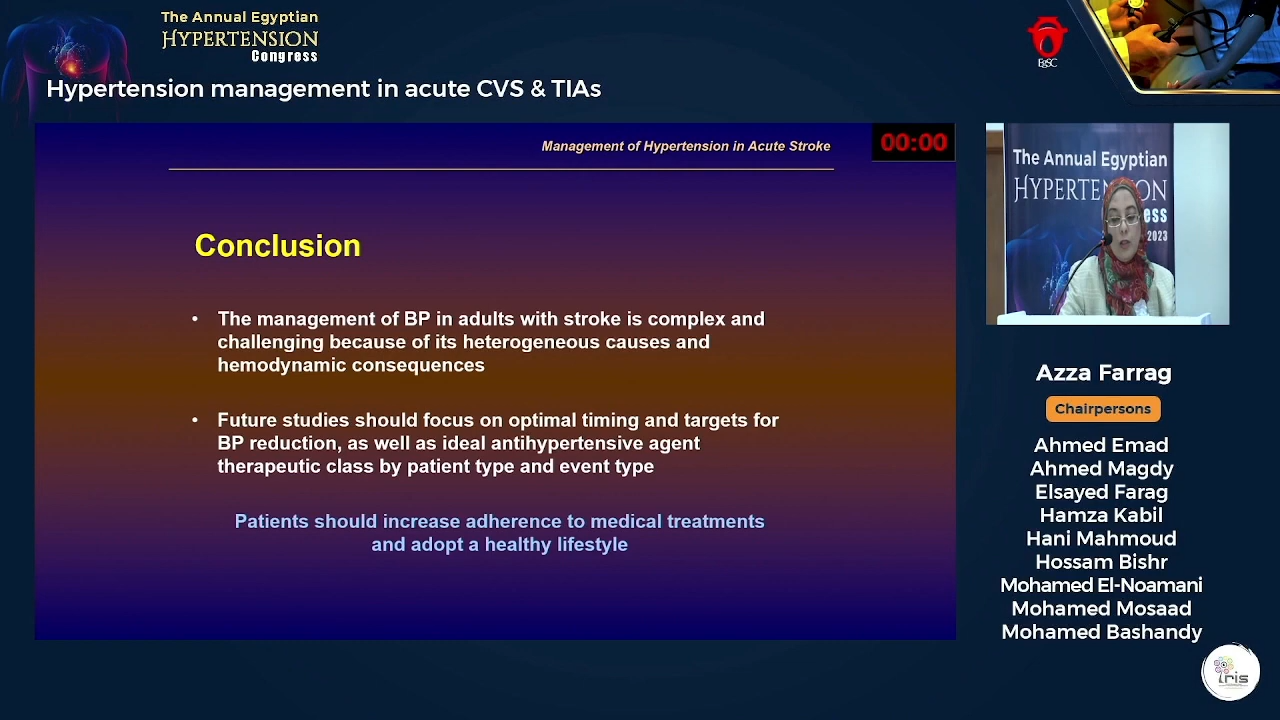 The Annual Egyptian
HYPERTENSION
Congress
EgSC
Hypertension management in acute CVS & TIAs
Management of Hypertension in Acute Stroke
00:00
Conclusion
• The management of BP in adults with stroke is complex and
challenging because of its heterogeneous causes and
hemodynamic consequences
• Future studies should focus on optimal timing and targets for
BP reduction, as well as ideal antihypertensive agent
therapeutic class by patient type and event type
Patients should increase adherence to medical treatments
and adopt a healthy lifestyle
The Annual Egyptian
HYPERTENSION
ess
2023
Azza Farrag
Chairpersons
Ahmed Emad
Ahmed Magdy
Elsayed Farag
Hamza Kabil
Hani Mahmoud
Hossam Bishr
Mohamed El-Noamani
Mohamed Mosaad
Mohamed Bashandy
iris